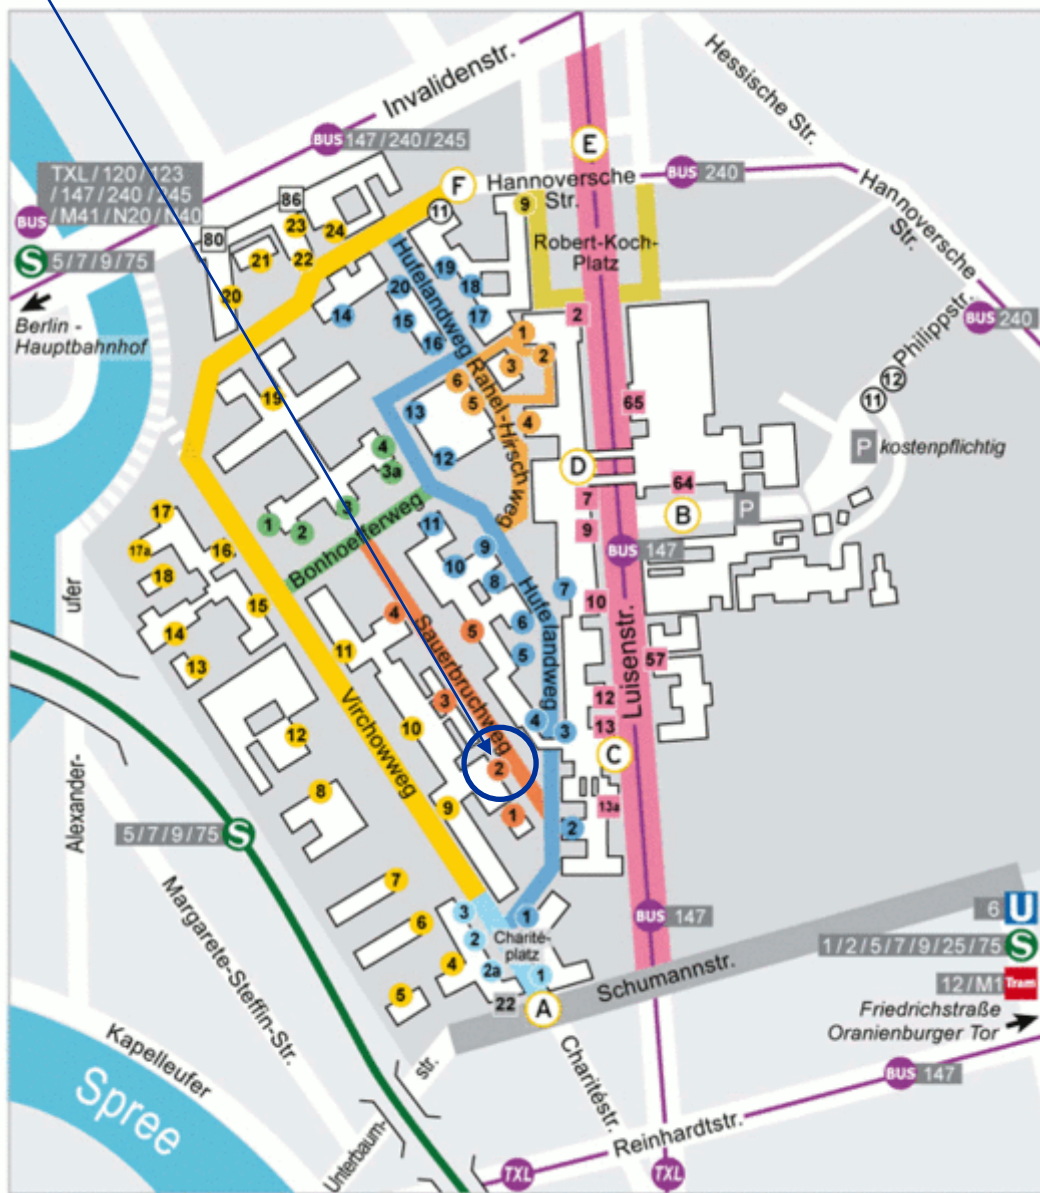 Invalidenstr.
Hessische Str.
BUS 147/240/245
TXL/120/123
/147/240/245
BUS /M41/N20/N40
S 5/7/9/75
Berlin -
Hauptbahnhof
E
F
Hannoversche
Str.
BUS 240
Hannoversche
Str.
Robert-Koch-
Platz
9
11
86
80
23
24
21
22
20
Hufelandweg
19
18
20
17
14
15
16
2
1
2
3
6
5
4
Rahel-Hirsch weg
Philippstr.
BUS 240
12
11
P kostenpflichtig
65
19
13
12
4
3a
3
1
2
Bonhoefferweg
D
64
7
B
P
9
BUS 147
17
17a
16
18
15
14
13
11
10
9
8
Hufelandweg
7
6
5
10
Luisenstr.
57
4
Sauerbruchweg
5
11
3
2
1
Virchowweg
10
12
8
9
4
3
12
13
C
13a
2
ufer
Alexander-
5/7/9/75 S
7
6
4
5
3
2
2a
Charité-
platz
1
1
22
A
Schumannstr.
BUS 147
6 U
1/2/5/7/9/25/75 S
12/M1 Tram
Friedrichstraße
Oranienburger Tor
Margarete-Steffin-Str.
Kapelleufer
Spree
str.
Unterbaum-
Charitéstr.
Reinhardtstr.
BUS 147
TXL
TXL